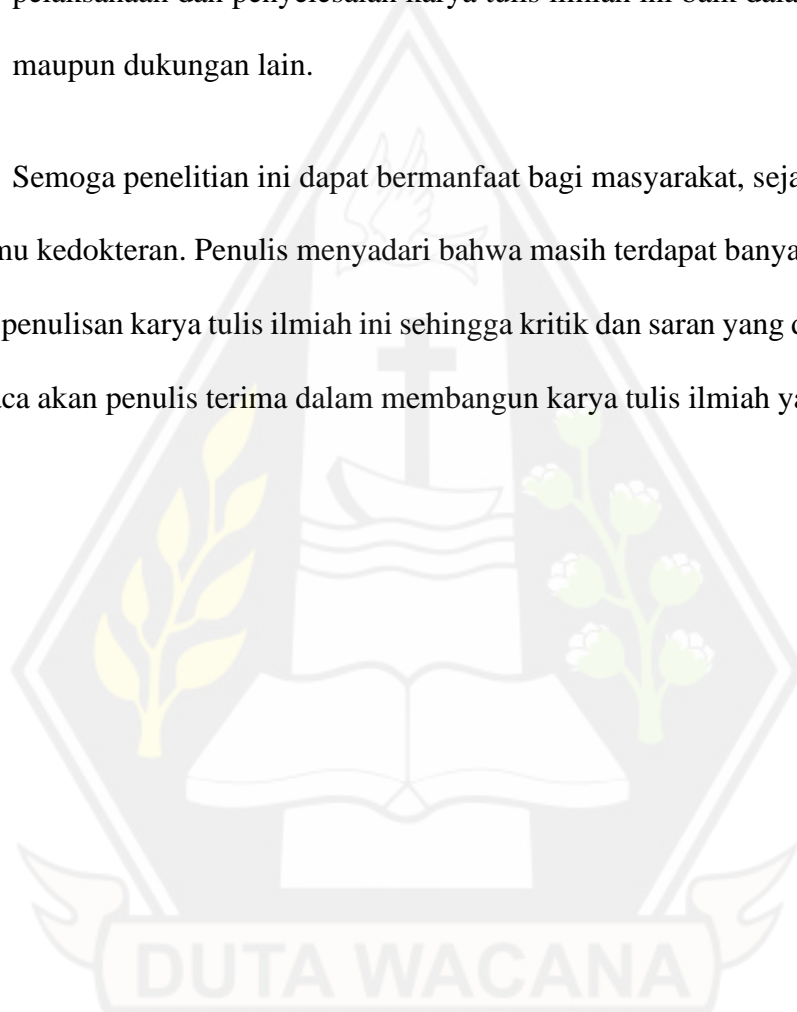 pelaksanaan dan penyelesaian karya tulis ilmiah ini baik dala
maupun dukungan lain.
Semoga penelitian ini dapat bermanfaat bagi masyarakat, seja
mu kedokteran. Penulis menyadari bahwa masih terdapat banya
penulisan karya tulis ilmiah ini sehingga kritik dan saran yang d
aca akan penulis terima dalam membangun karya tulis ilmiah ya
DUTA WACANA